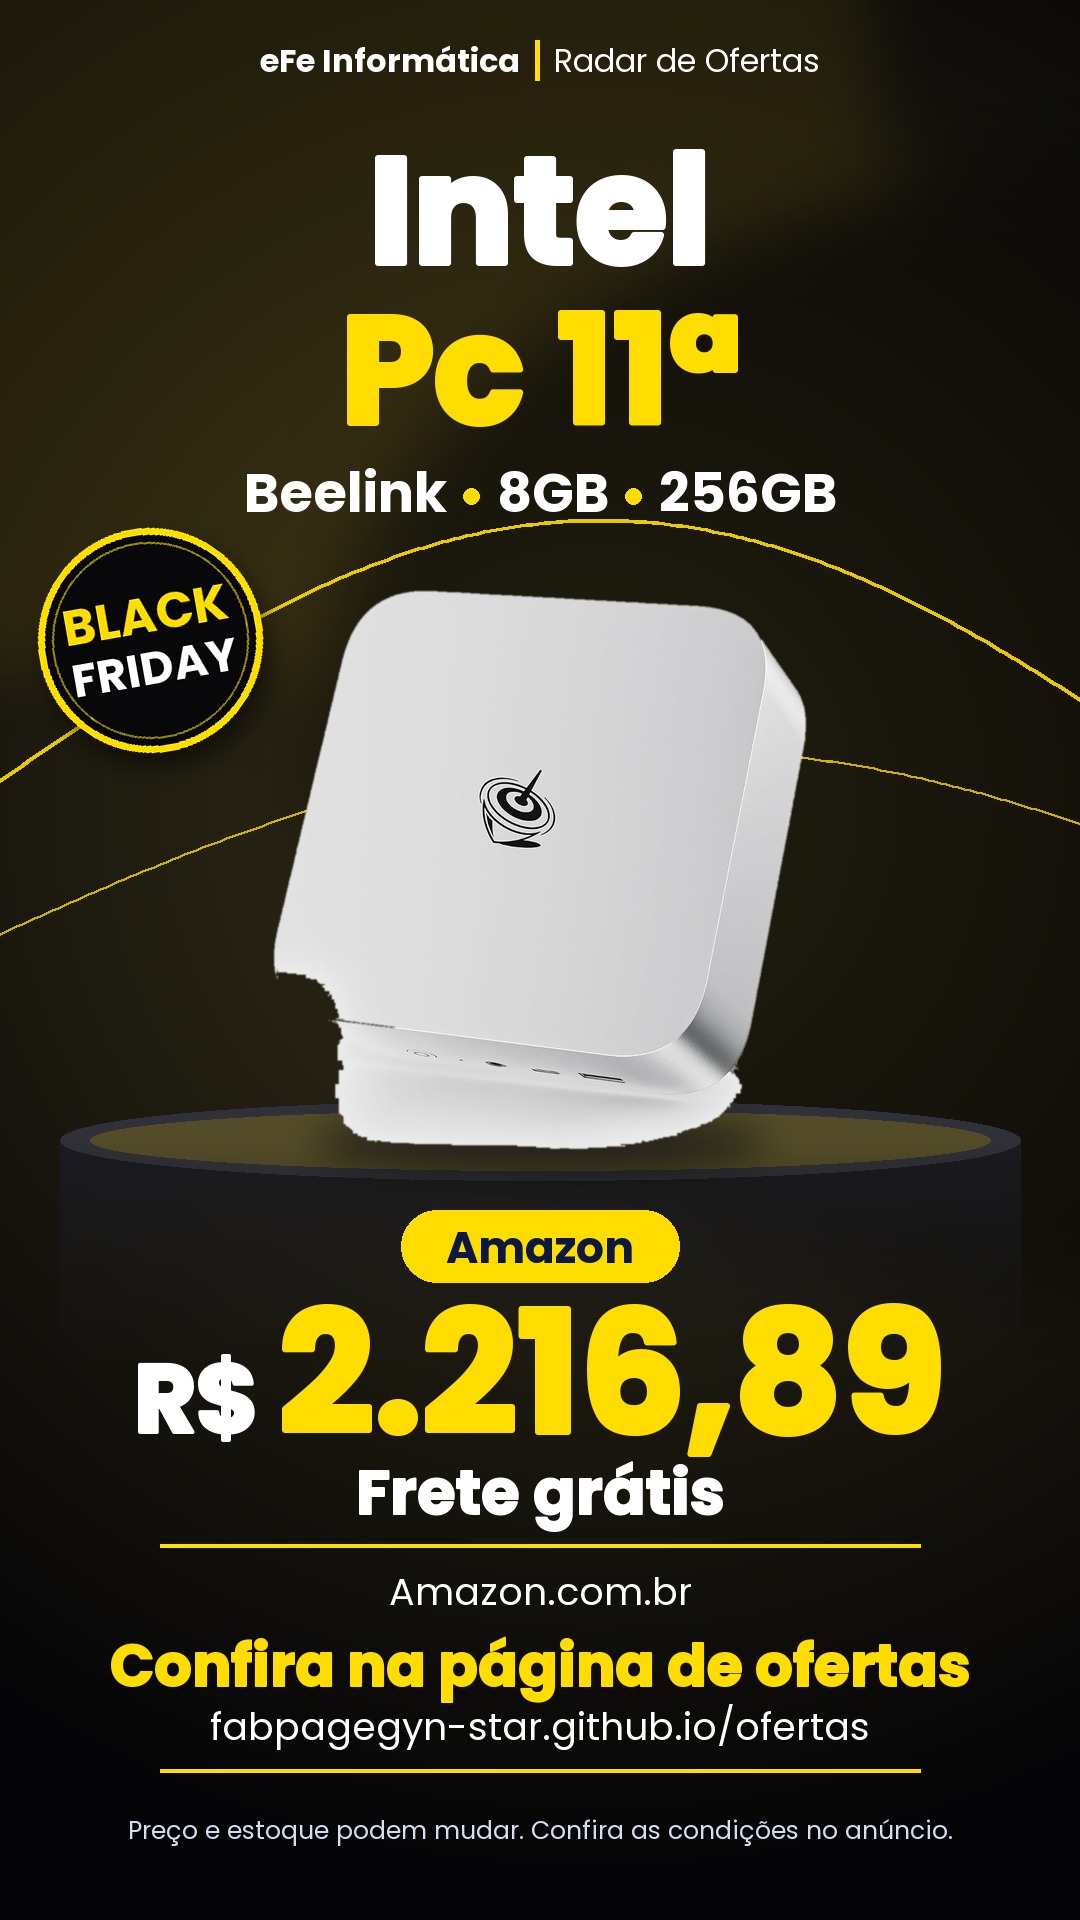 eFe Informática | Radar de Ofertas
Intel
Pc 11ª
Beelink • 8GB • 256GB
BLACK
FRIDAY
Amazon
R$ 2.216,89
Frete grátis
Amazon.com.br
Confira na página de ofertas
fabpagegyn-star.github.io/ofertas
Preço e estoque podem mudar. Confira as condições no anúncio.